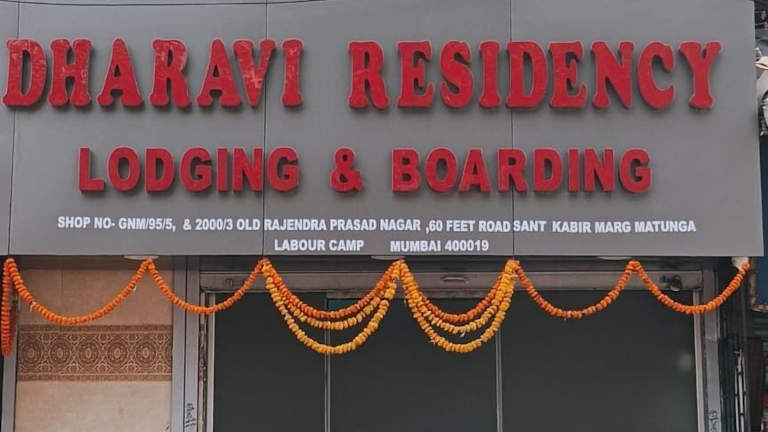 DHARAVI RESIDENCY
LODGING & BOARDING
SHOP NO- GNM/95/5, & 2000/3 OLD RAJENDRA PRASAD NAGAR ,60 FEET ROAD SANT KABIR MARG MATUNGA
LABOUR CAMP MUMBAI 400019